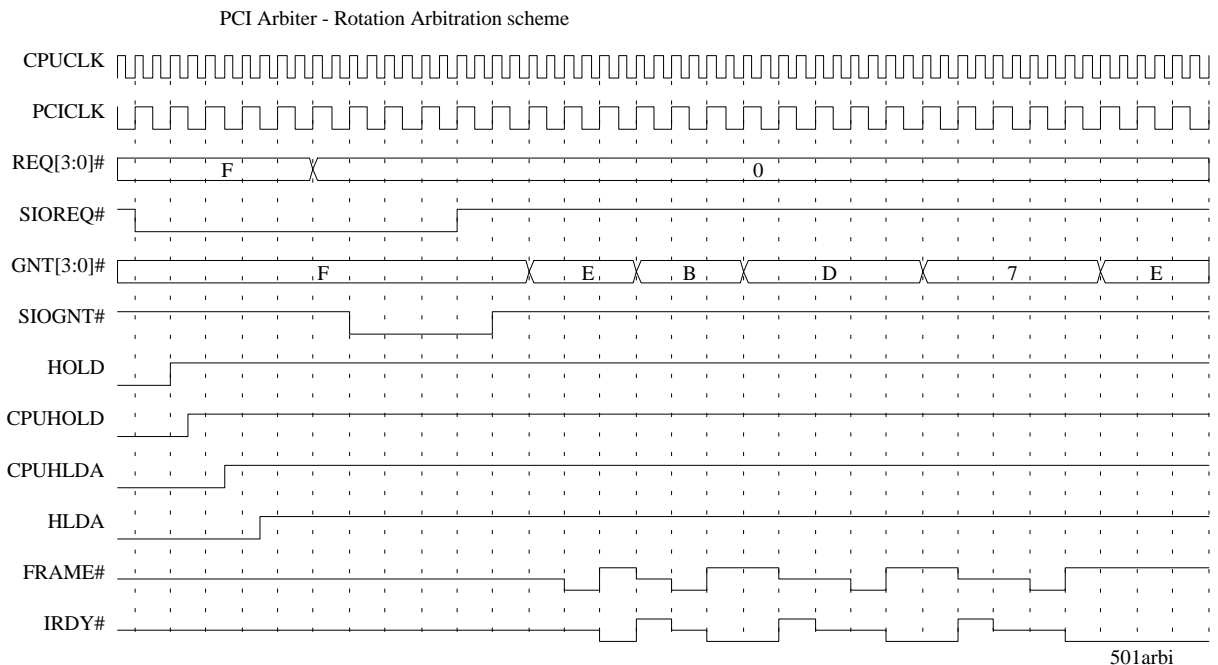 PCI Arbiter - Rotation Arbitration scheme
CPUCLK
PCICLK
REQ[3:0]# F 0
SIOREQ#
GNT[3:0]# F E B D 7 E
SIOGNT#
HOLD
CPUHOLD
CPUHLDA
HLDA
FRAME#
IRDY#
501arbi